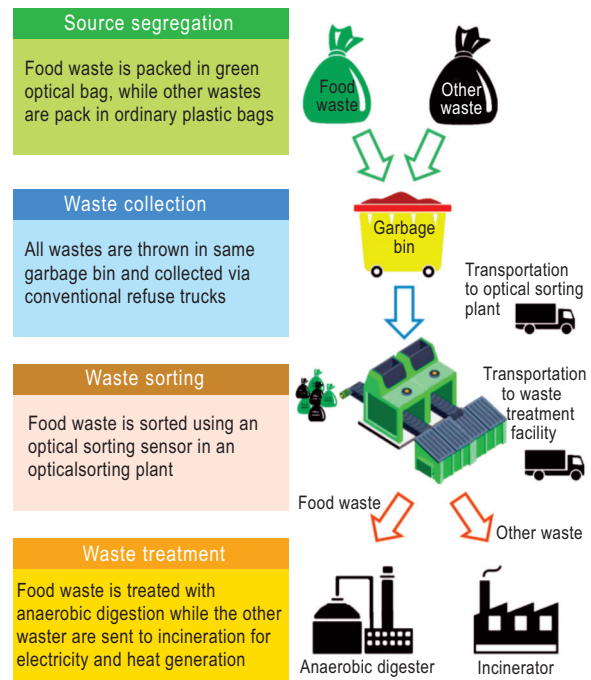 Source segregation
Food waste is packed in green
optical bag, while other wastes
are pack in ordinary plastic bags
Food
waste
Other
waste
Waste collection
All wastes are thrown in same
garbage bin and collected via
conventional refuse trucks
Garbage
bin
Transportation
to optical sorting
plant
Waste sorting
Food waste is sorted using an
optical sorting sensor in an
opticalsorting plant
Transportation
to waste
treatment
facility
Food waste
Other waste
Waste treatment
Food waste is treated with
anaerobic digestion while the other
waster are sent to incineration for
electricity and heat generation
Anaerobic digester
Incinerator